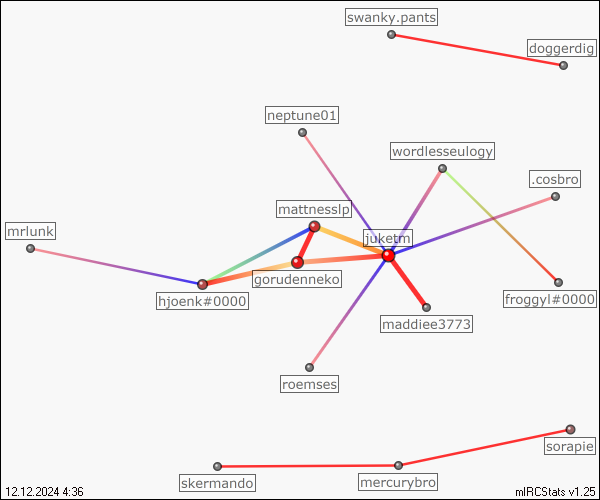 swanky.pants
doggerdig
neptune01
wordlesseulogy
.cosbro
mattnesslp
mrlunk
juketm
gorudenneko
hjoenk#0000
froggyl#0000
maddiee3773
roemses
sorapie
skermando
mercurybro
12.12.2024 4:36
mIRCStats v1.25